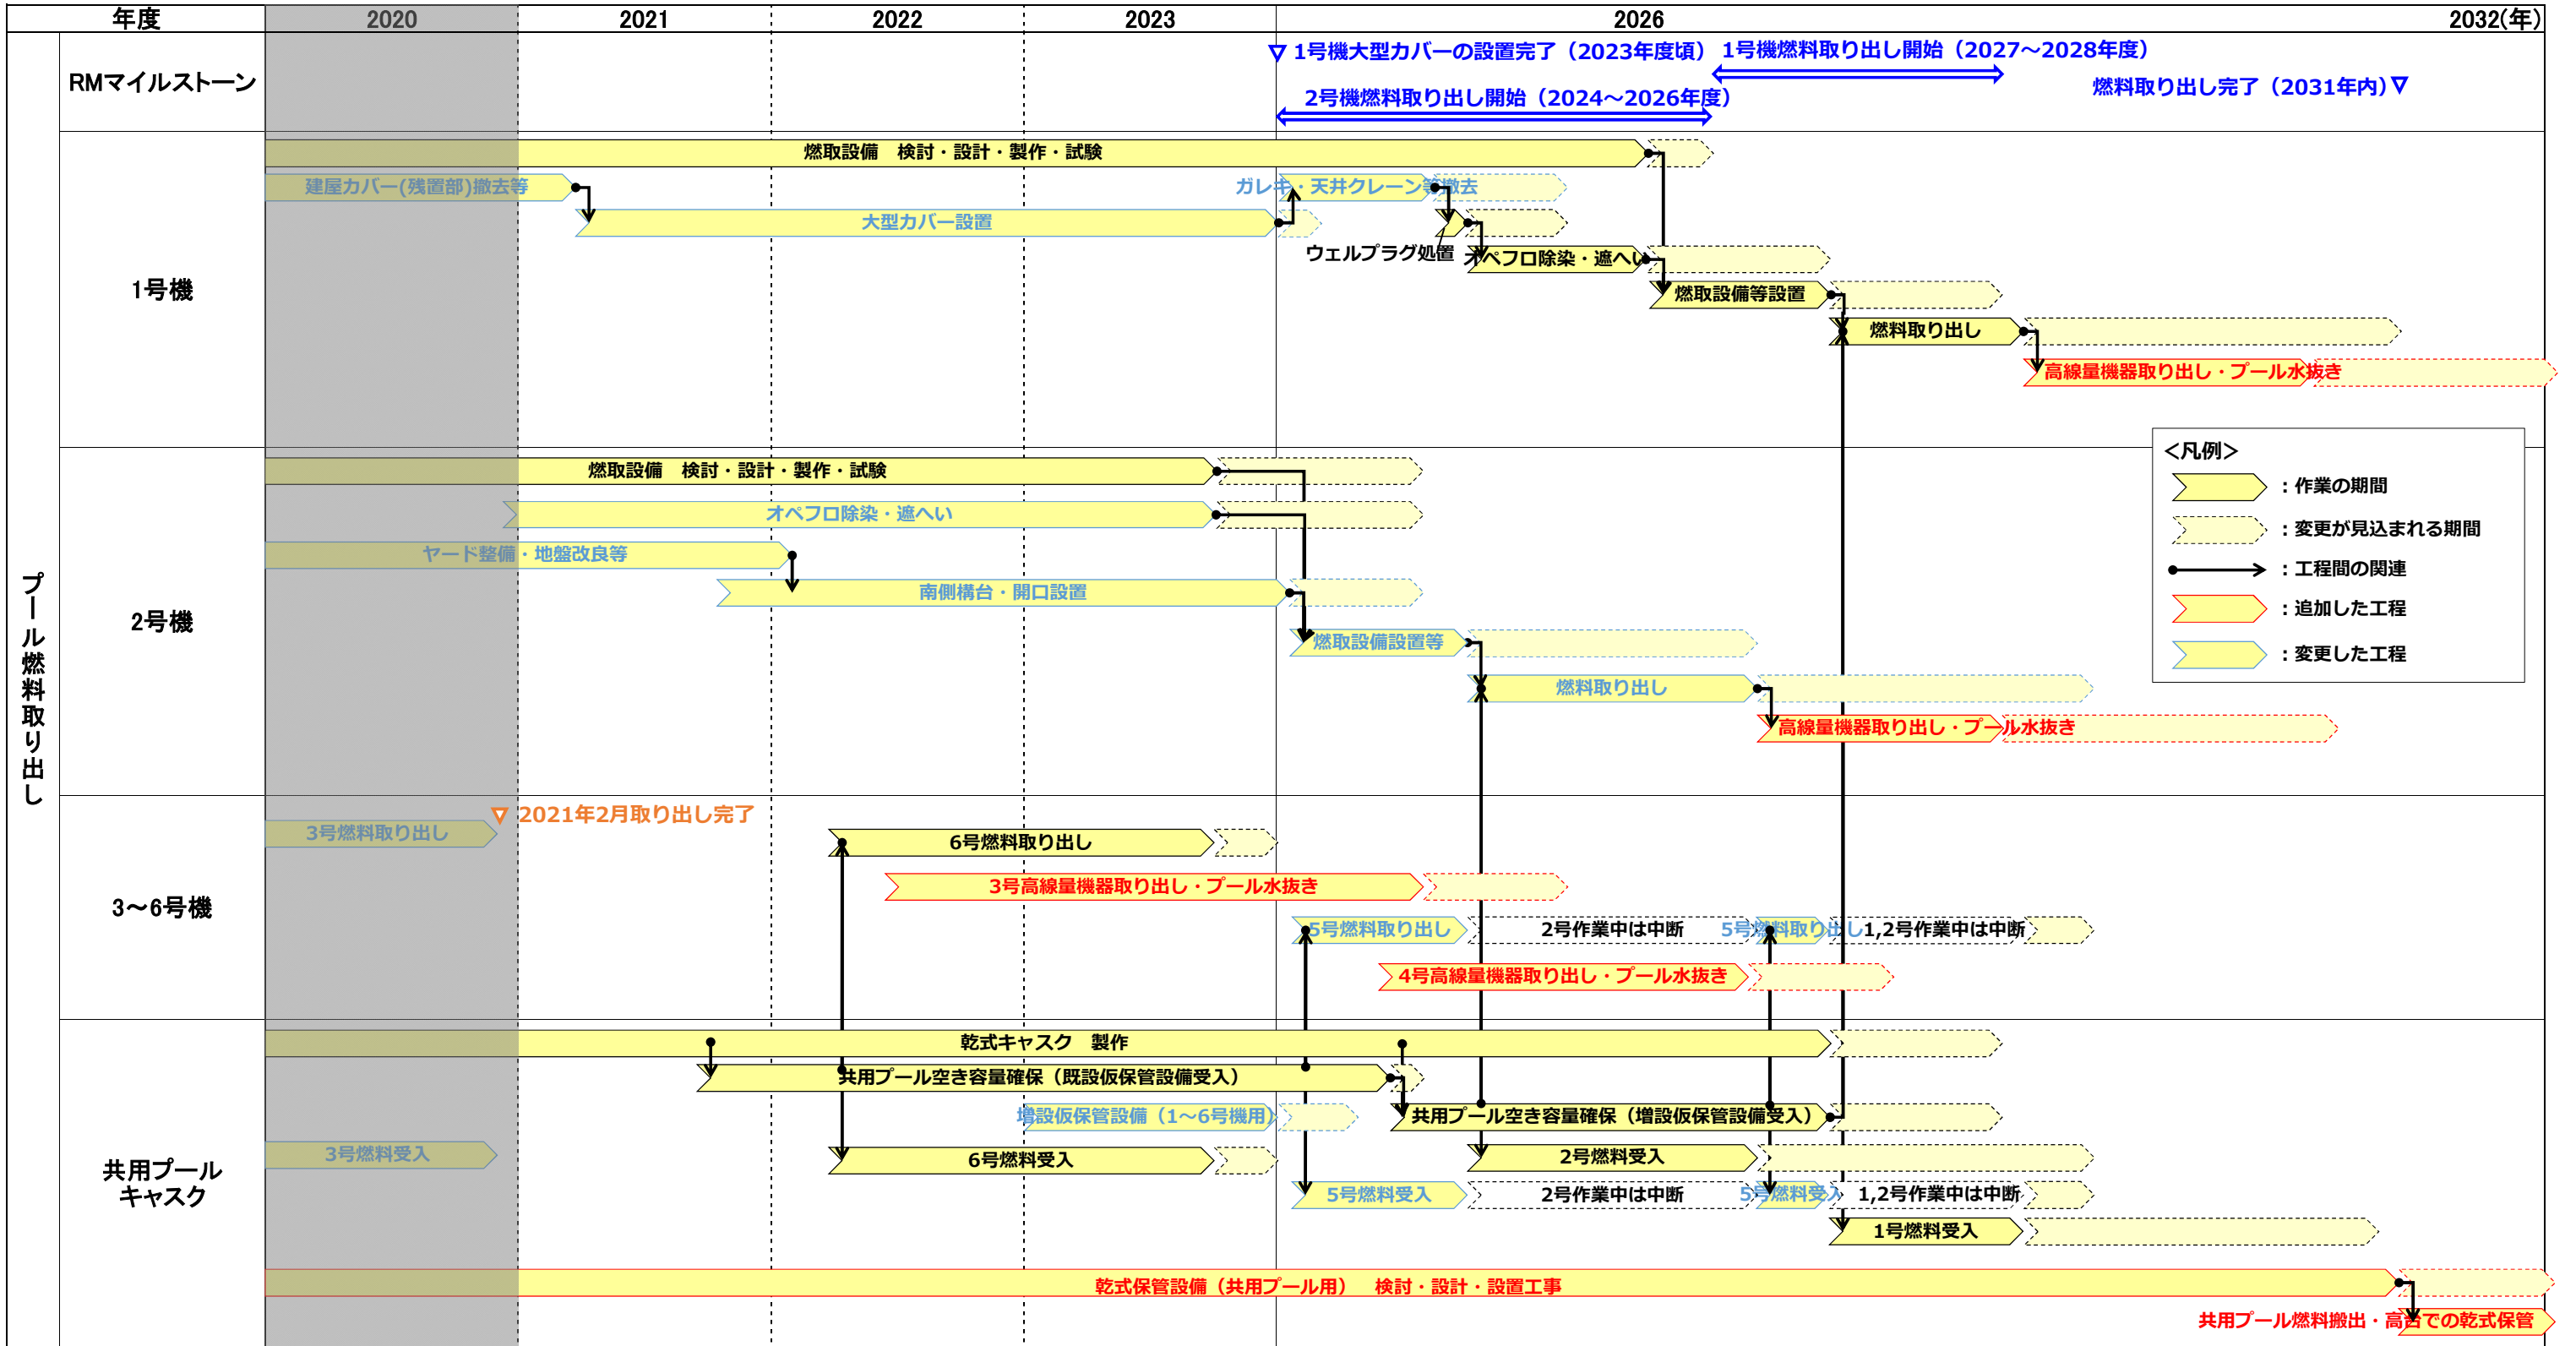 年度 2020 2021 2022 2023 2026 2032(年)
プール燃料取り出し
RMマイルストーン
1号機大型カバーの設置完了（2023年度頃）
1号機燃料取り出し開始（2027～2028年度）
燃料取り出し完了（2031年内）
2号機燃料取り出し開始（2024～2026年度）
1号機
燃取設備　検討・設計・製作・試験
建屋カバー(残置部)撤去等
ガレキ・天井クレーン等撤去
大型カバー設置
ウェルプラグ処置
オペフロ除染・遮へい
燃取設備等設置
燃料取り出し
高線量機器取り出し・プール水抜き
＜凡例＞
：作業の期間
：変更が見込まれる期間
：工程間の関連
：追加した工程
：変更した工程
2号機
燃取設備　検討・設計・製作・試験
オペフロ除染・遮へい
ヤード整備・地盤改良等
南側構台・開口設置
燃取設備設置等
燃料取り出し
高線量機器取り出し・プール水抜き
3～6号機
2021年2月取り出し完了
3号燃料取り出し
6号燃料取り出し
3号高線量機器取り出し・プール水抜き
5号燃料取り出し
2号作業中は中断
5号燃料取り出し
1,2号作業中は中断
4号高線量機器取り出し・プール水抜き
共用プール
キャスク
乾式キャスク　製作
共用プール空き容量確保（既設仮保管設備受入）
増設仮保管設備（1～6号機用）
共用プール空き容量確保（増設仮保管設備受入）
3号燃料受入
6号燃料受入
2号燃料受入
5号燃料受入
2号作業中は中断
5号燃料受入
1,2号作業中は中断
1号燃料受入
乾式保管設備（共用プール用）　検討・設計・設置工事
共用プール燃料搬出・高台での乾式保管